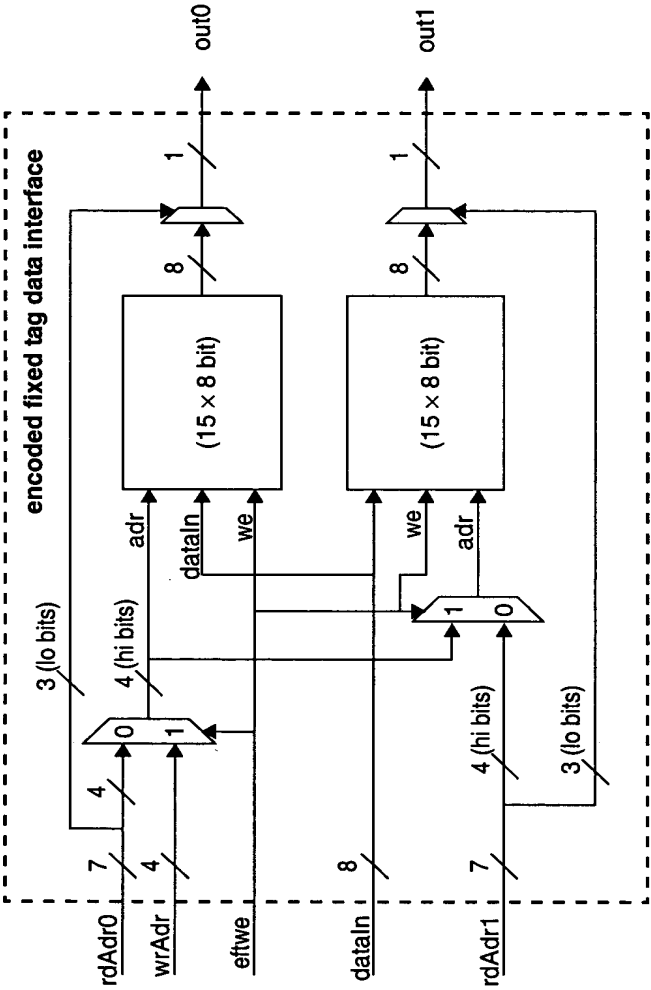 encoded fixed tag data interface
rdAdr0
7
4
3 (lo bits)
0
1
4 (hi bits)
adr
(15 × 8 bit)
8
1
out0
wrAdr
4
dataIn
eftwe
we
dataIn
8
we
(15 × 8 bit)
8
1
out1
1
0
adr
rdAdr1
7
4 (hi bits)
3 (lo bits)